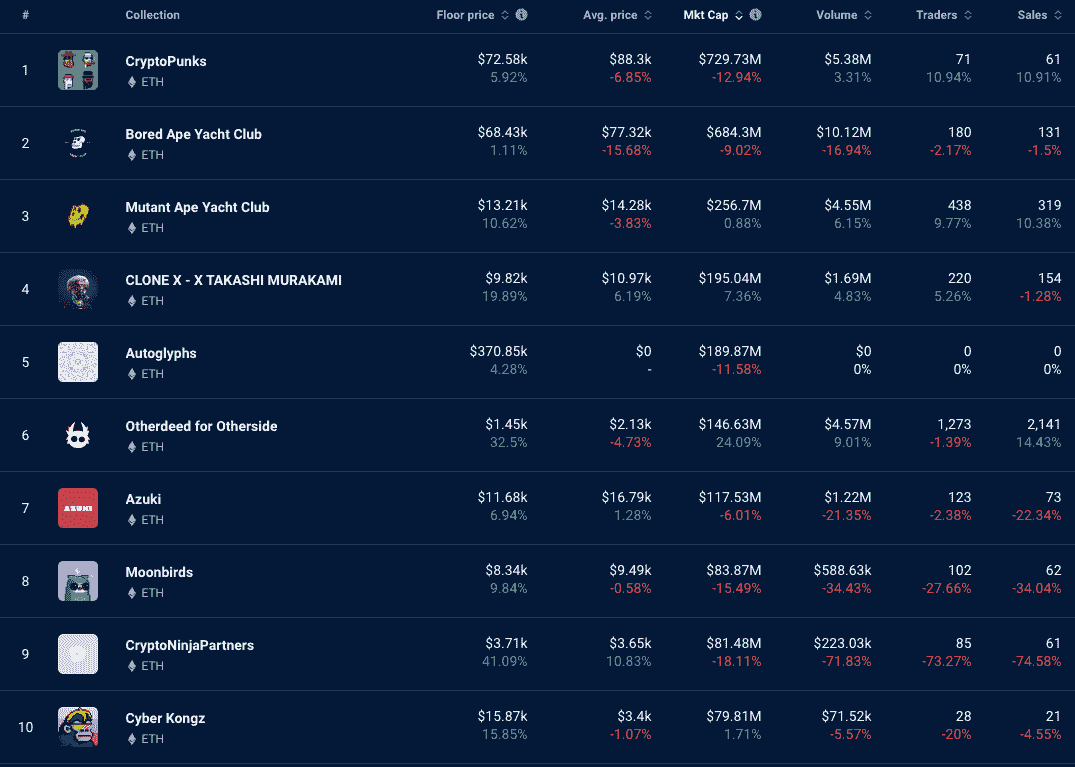 # Collection Floor price Avg. price Mkt Cap Volume Traders Sales
1 CryptoPunks $72.58k $88.3k $729.73M $5.38M 71 61
ETH 5.92% -6.85% -12.94% 3.31% 10.94% 10.91%
2 Bored Ape Yacht Club $68.43k $77.32k $684.3M $10.12M 180 131
ETH 1.11% -15.68% -9.02% -16.94% -2.17% -1.5%
3 Mutant Ape Yacht Club $13.21k $14.28k $256.7M $4.55M 438 319
ETH 10.62% -3.83% 0.88% 6.15% 9.77% 10.38%
4 CLONE X - X TAKASHI MURAKAMI $9.82k $10.97k $195.04M $1.69M 220 154
ETH 19.89% 6.19% 7.36% 4.83% 5.26% -1.28%
5 Autoglyphs $370.85k $0 $189.87M $0 0 0
ETH 4.28% - -11.58% 0% 0% 0%
6 Otherdeed for Otherside $1.45k $2.13k $146.63M $4.57M 1,273 2,141
ETH 32.5% -4.73% 24.09% 9.01% -1.39% 14.43%
7 AZUKI Azuki $11.68k $16.79k $117.53M $1.22M 123 73
ETH 6.94% 1.28% -6.01% -21.35% -2.38% -22.34%
8 Moonbirds $8.34k $9.49k $83.87M $588.63k 102 62
ETH 9.84% -0.58% -15.49% -34.43% -27.66% -34.04%
9 CryptoNinjaPartners $3.71k $3.65k $81.48M $223.03k 85 61
ETH 41.09% 10.83% -18.11% -71.83% -73.27% -74.58%
10 Cyber Kongz $15.87k $3.4k $79.81M $71.52k 28 21
ETH 15.85% -1.07% 1.71% -5.57% -20% -4.55%